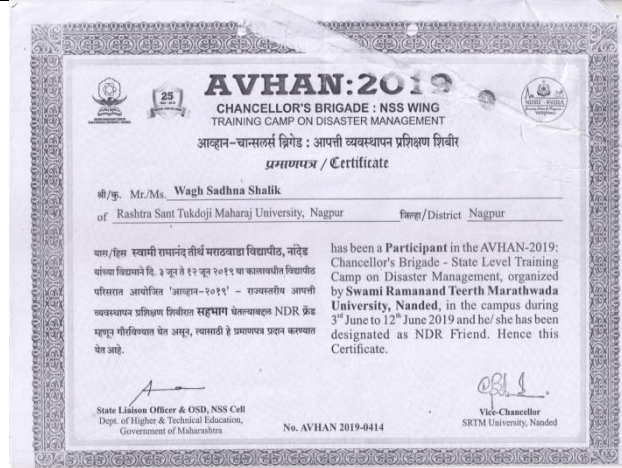 25
AVHAN:2019
CHANCELLOR'S BRIGADE : NSS WING
TRAINING CAMP ON DISASTER MANAGEMENT
NDRF - INDIA
आव्हान-चान्सलर्स ब्रिगेड : आपत्ती व्यवस्थापन प्रशिक्षण शिबीर
प्रमाणपत्र / Certificate
श्री/कु. Mr./Ms. Wagh Sadhna Shalik
of Rashtra Sant Tukdoji Maharaj University, Nagpur जिल्हा/District Nagpur
यास/हिस स्वामी रामानंद तीर्थ मराठवाडा विद्यापीठ, नांदेड
यांच्या विद्यमाने दि. ३ जून ते १२ जून २०१९ या कालावधीत विद्यापीठ
परिसरात आयोजित 'आव्हान-२०१९' - राज्यस्तरीय आपत्ती
व्यवस्थापन प्रशिक्षण शिबीरात सहभाग घेतल्याबद्दल NDR फ्रेंड
म्हणून गौरविण्यात येत असून, त्यासाठी हे प्रमाणपत्र प्रदान करण्यात
येत आहे.
has been a Participant in the AVHAN-2019:
Chancellor's Brigade - State Level Training
Camp on Disaster Management, organized
by Swami Ramanand Teerth Marathwada
University, Nanded, in the campus during
3rd June to 12th June 2019 and he/ she has been
designated as NDR Friend. Hence this
Certificate.
State Liaison Officer & OSD, NSS Cell
Dept. of Higher & Technical Education,
Government of Maharashtra
No. AVHAN 2019-0414
Vice-Chancellor
SRTM University, Nanded